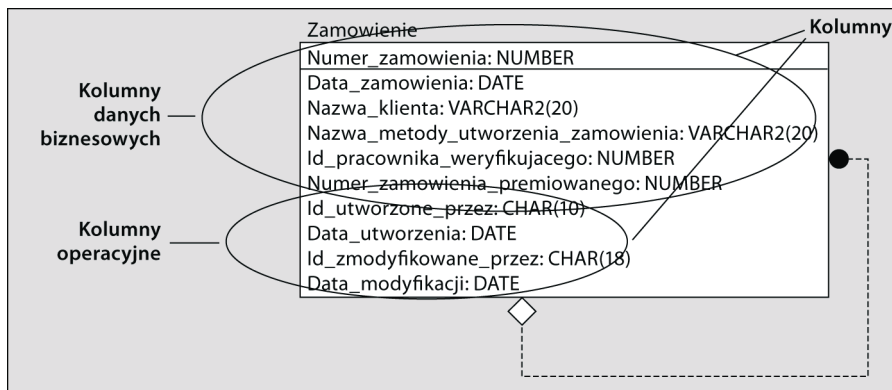 Zamowienie
Kolumny
Numer_zamowienia: NUMBER
Data_zamowienia: DATE
Nazwa_klienta: VARCHAR2(20)
Nazwa_metody_utworzenia_zamowienia: VARCHAR2(20)
Id_pracownika_weryfikujacego: NUMBER
Numer_zamowienia_premiowanego: NUMBER
Id_utworzone_przez: CHAR(10)
Data_utworzenia: DATE
Id_zmodyfikowane_przez: CHAR(18)
Data_modyfikacji: DATE
Kolumny
danych
biznesowych
Kolumny
operacyjne